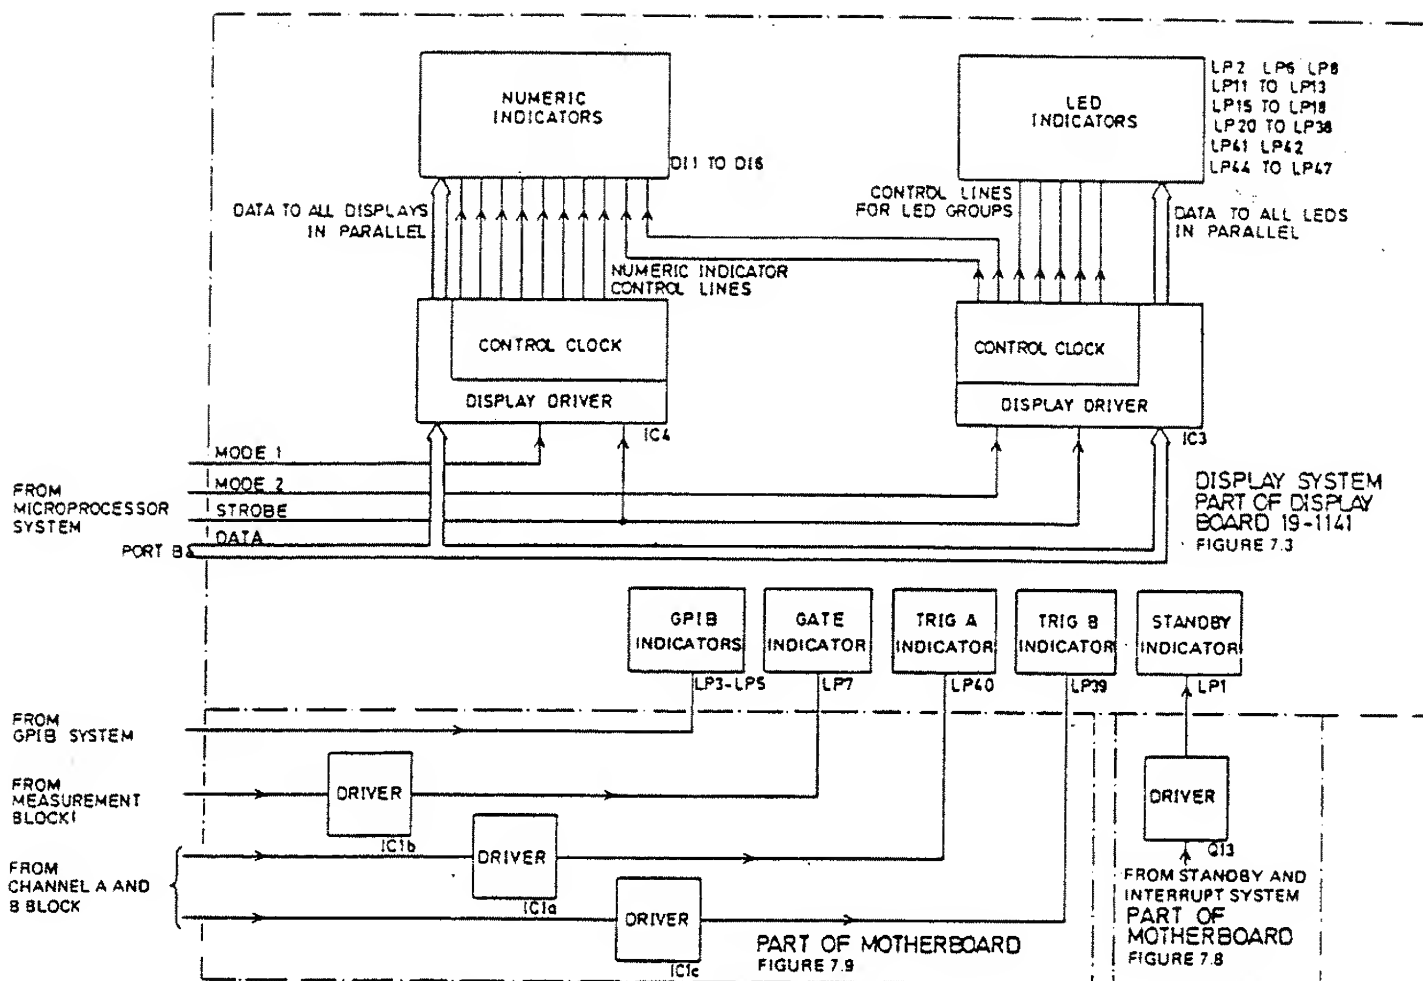 NUMERIC
INDICATORS
DI1 TO DI6
LED
INDICATORS
LP2 LP6 LP8
LP11 TO LP13
LP15 TO LP18
LP20 TO LP38
LP41 LP42
LP44 TO LP47
DATA TO ALL DISPLAYS
IN PARALLEL
NUMERIC INDICATOR
CONTROL LINES
CONTROL LINES
FOR LED GROUPS
DATA TO ALL LEDS
IN PARALLEL
CONTROL CLOCK
DISPLAY DRIVER
IC4
CONTROL CLOCK
DISPLAY DRIVER
IC3
FROM
MICROPROCESSOR
SYSTEM
MODE 1
MODE 2
STROBE
DATA
PORT B
DISPLAY SYSTEM
PART OF DISPLAY
BOARD 19-1141
FIGURE 7.3
GPIB
INDICATORS
LP3-LP5
GATE
INDICATOR
LP7
TRIG A
INDICATOR
LP40
TRIG B
INDICATOR
LP39
STANDBY
INDICATOR
LP1
FROM
GPIB SYSTEM
FROM
MEASUREMENT
BLOCK
DRIVER
IC1b
FROM
CHANNEL A AND
B BLOCK
DRIVER
IC1a
DRIVER
IC1c
PART OF MOTHERBOARD
FIGURE 7.9
DRIVER
Q13
FROM STANDBY AND
INTERRUPT SYSTEM
PART OF
MOTHERBOARD
FIGURE 7.8